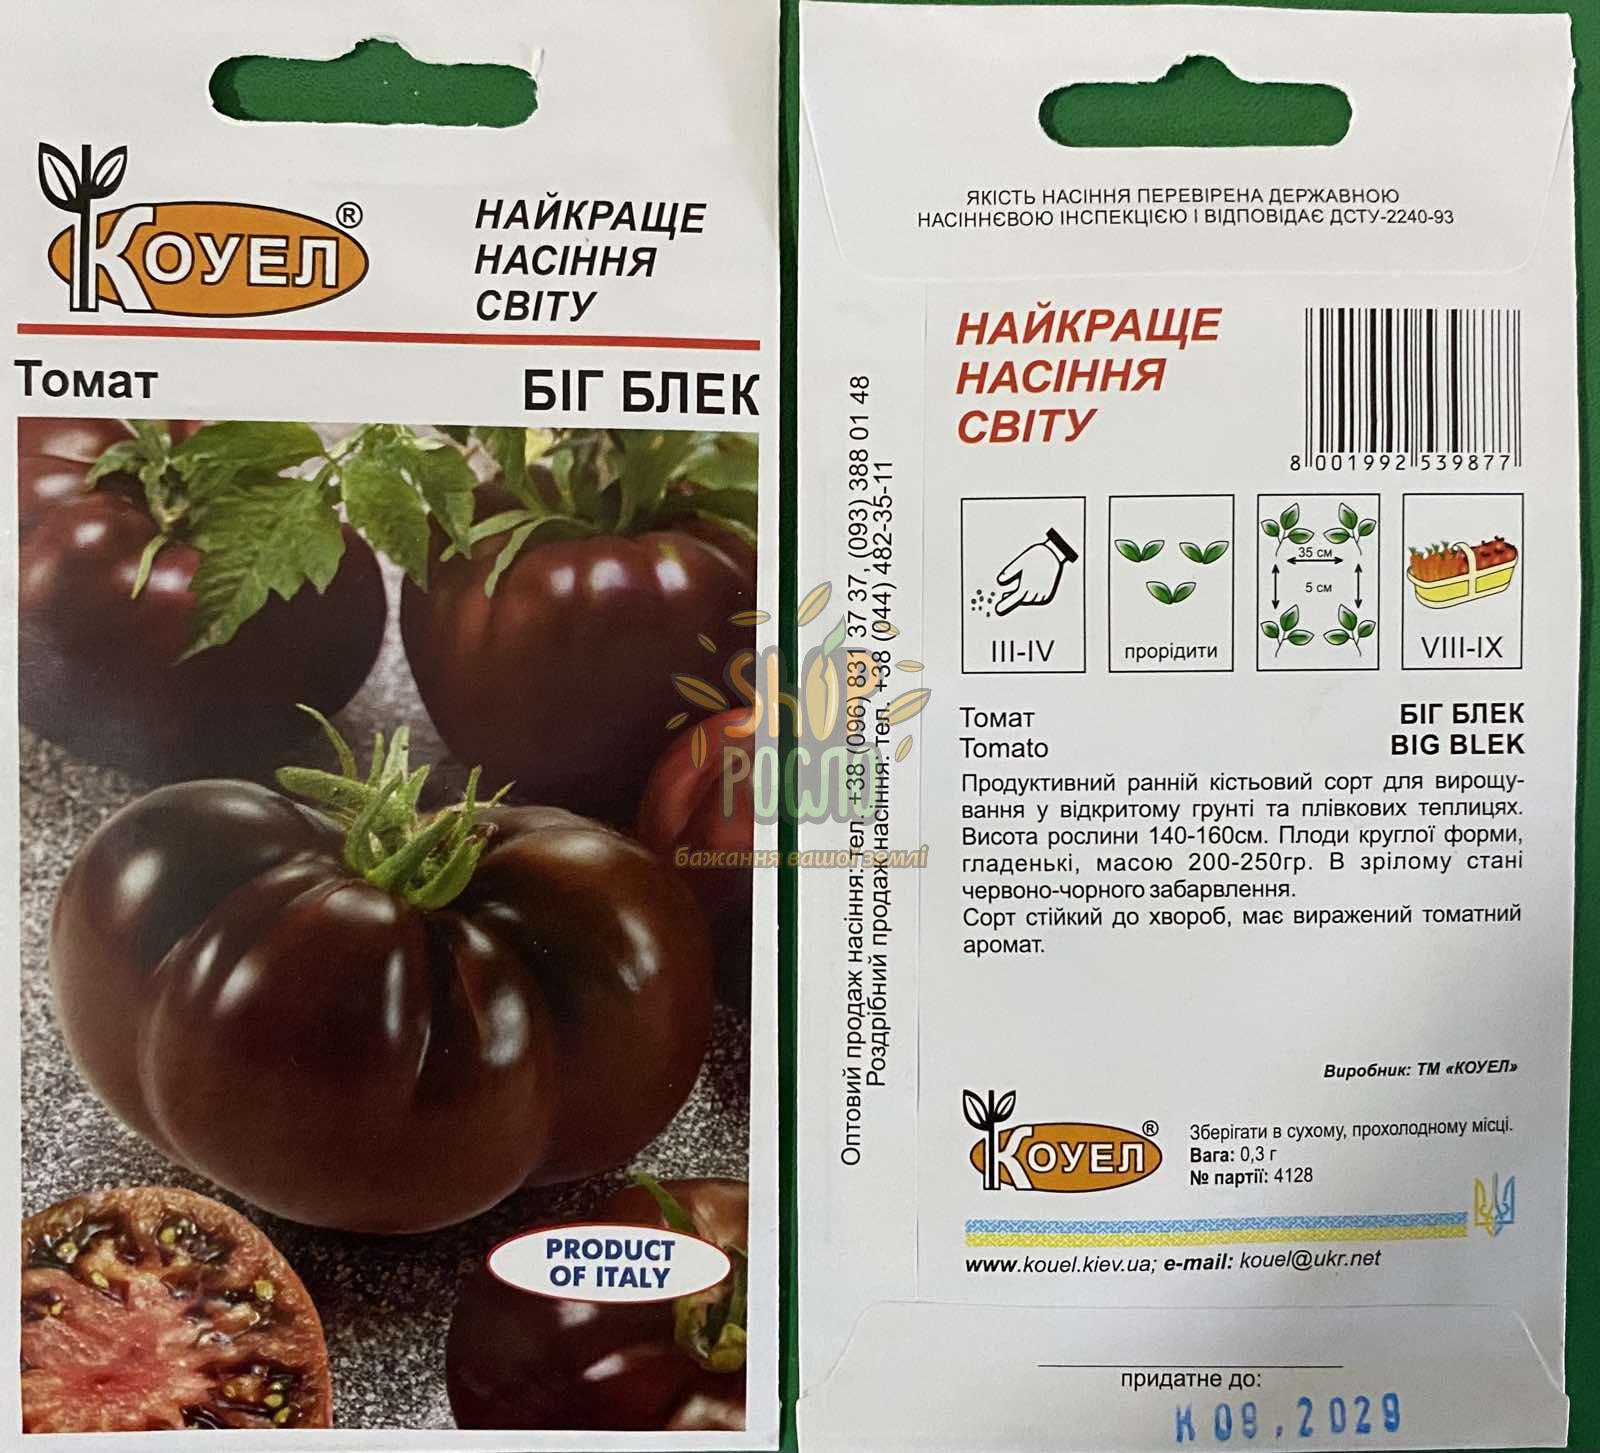 КОУЕЛ ®
НАЙКРАЩЕ
НАСІННЯ
СВІТУ
Томат
БІГ БЛЕК
PRODUCT
OF ITALY
SHOP
РОСЛО
бажання вашої землі
ЯКІСТЬ НАСІННЯ ПЕРЕВІРЕНА ДЕРЖАВНОЮ
НАСІННЄВОЮ ІНСПЕКЦІЄЮ І ВІДПОВІДАЄ ДСТУ-2240-93
НАЙКРАЩЕ
НАСІННЯ
СВІТУ
8 001992 539877
Оптовий продаж насіння: тел. +38 (096) 831 37 37, (093) 388 01 48
Роздрібний продаж насіння: тел. +38 (044) 482-35-11
III-IV
прорідити
35 см
5 см
VIII-IX
Томат
БІГ БЛЕК
Tomato
BIG BLEK
Продуктивний ранній кістьовий сорт для вирощу-
вання у відкритому грунті та плівкових теплицях.
Висота рослини 140-160см. Плоди круглої форми,
гладенькі, масою 200-250гр. В зрілому стані
червоно-чорного забарвлення.
Сорт стійкий до хвороб, має виражений томатний
аромат.
Виробник: ТМ «КОУЕЛ»
КОУЕЛ ®
Зберігати в сухому, прохолодному місці.
Вага: 0,3 г
№ партії: 4128
www.kouel.kiev.ua; e-mail: kouel@ukr.net
придатне до:
К 09.2029